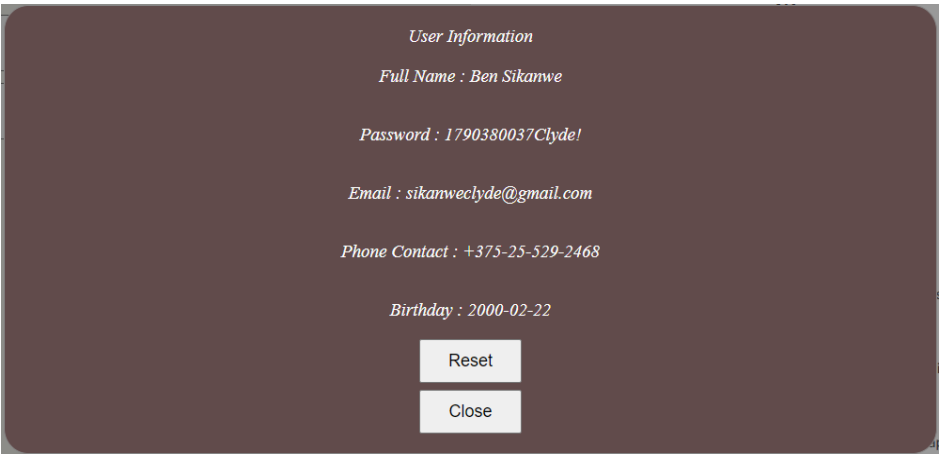 User Information
Full Name : Ben Sikanwe
Password : 1790380037Clyde!
Email : sikanweclyde@gmail.com
Phone Contact : +375-25-529-2468
Birthday : 2000-02-22
Reset
Close